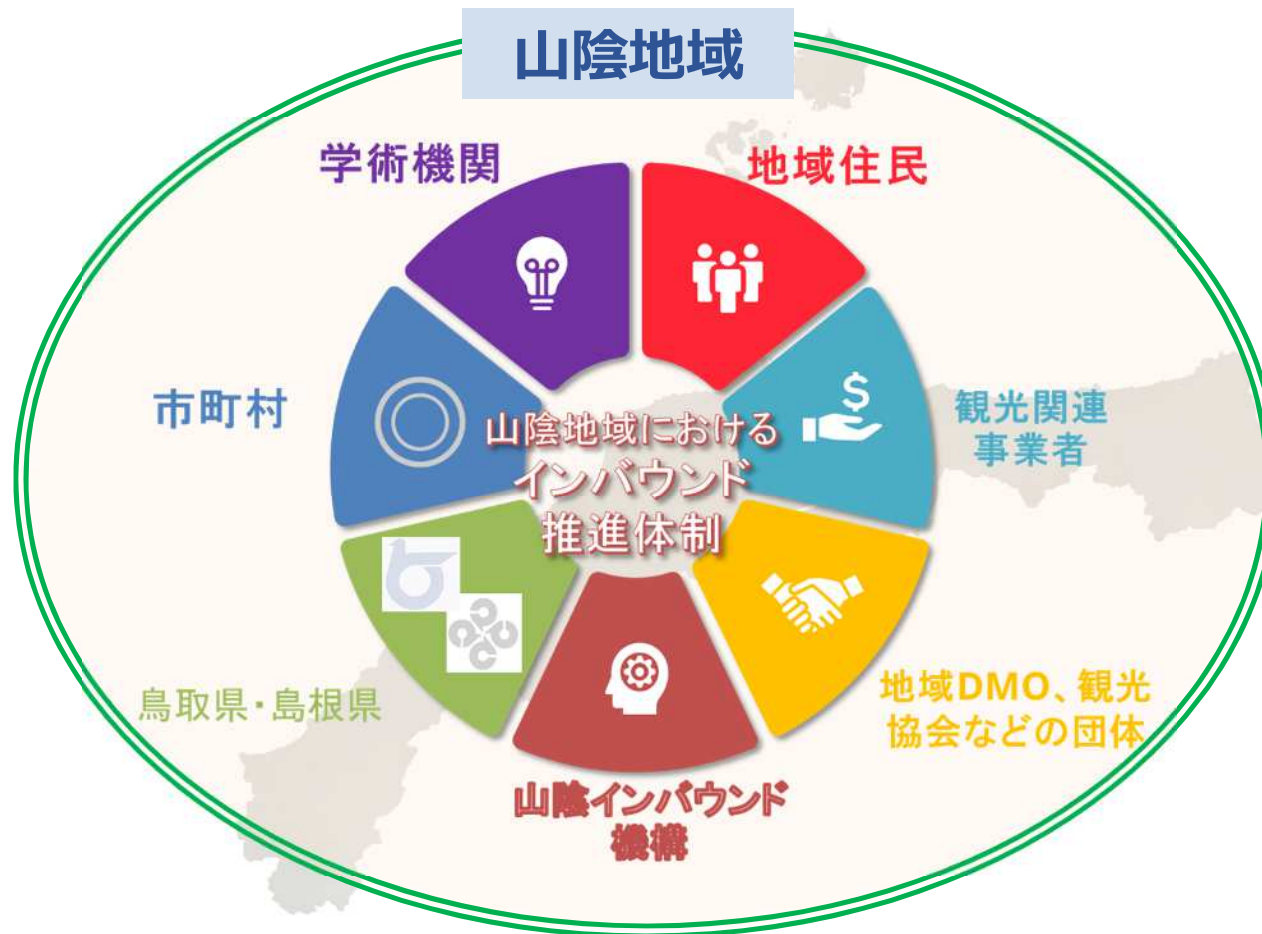 山陰地域
学術機関
地域住民
市町村
観光関連
事業者
山陰地域における
インバウンド
推進体制
鳥取県・島根県
地域DMO、観光
協会などの団体
山陰インバウンド
機構